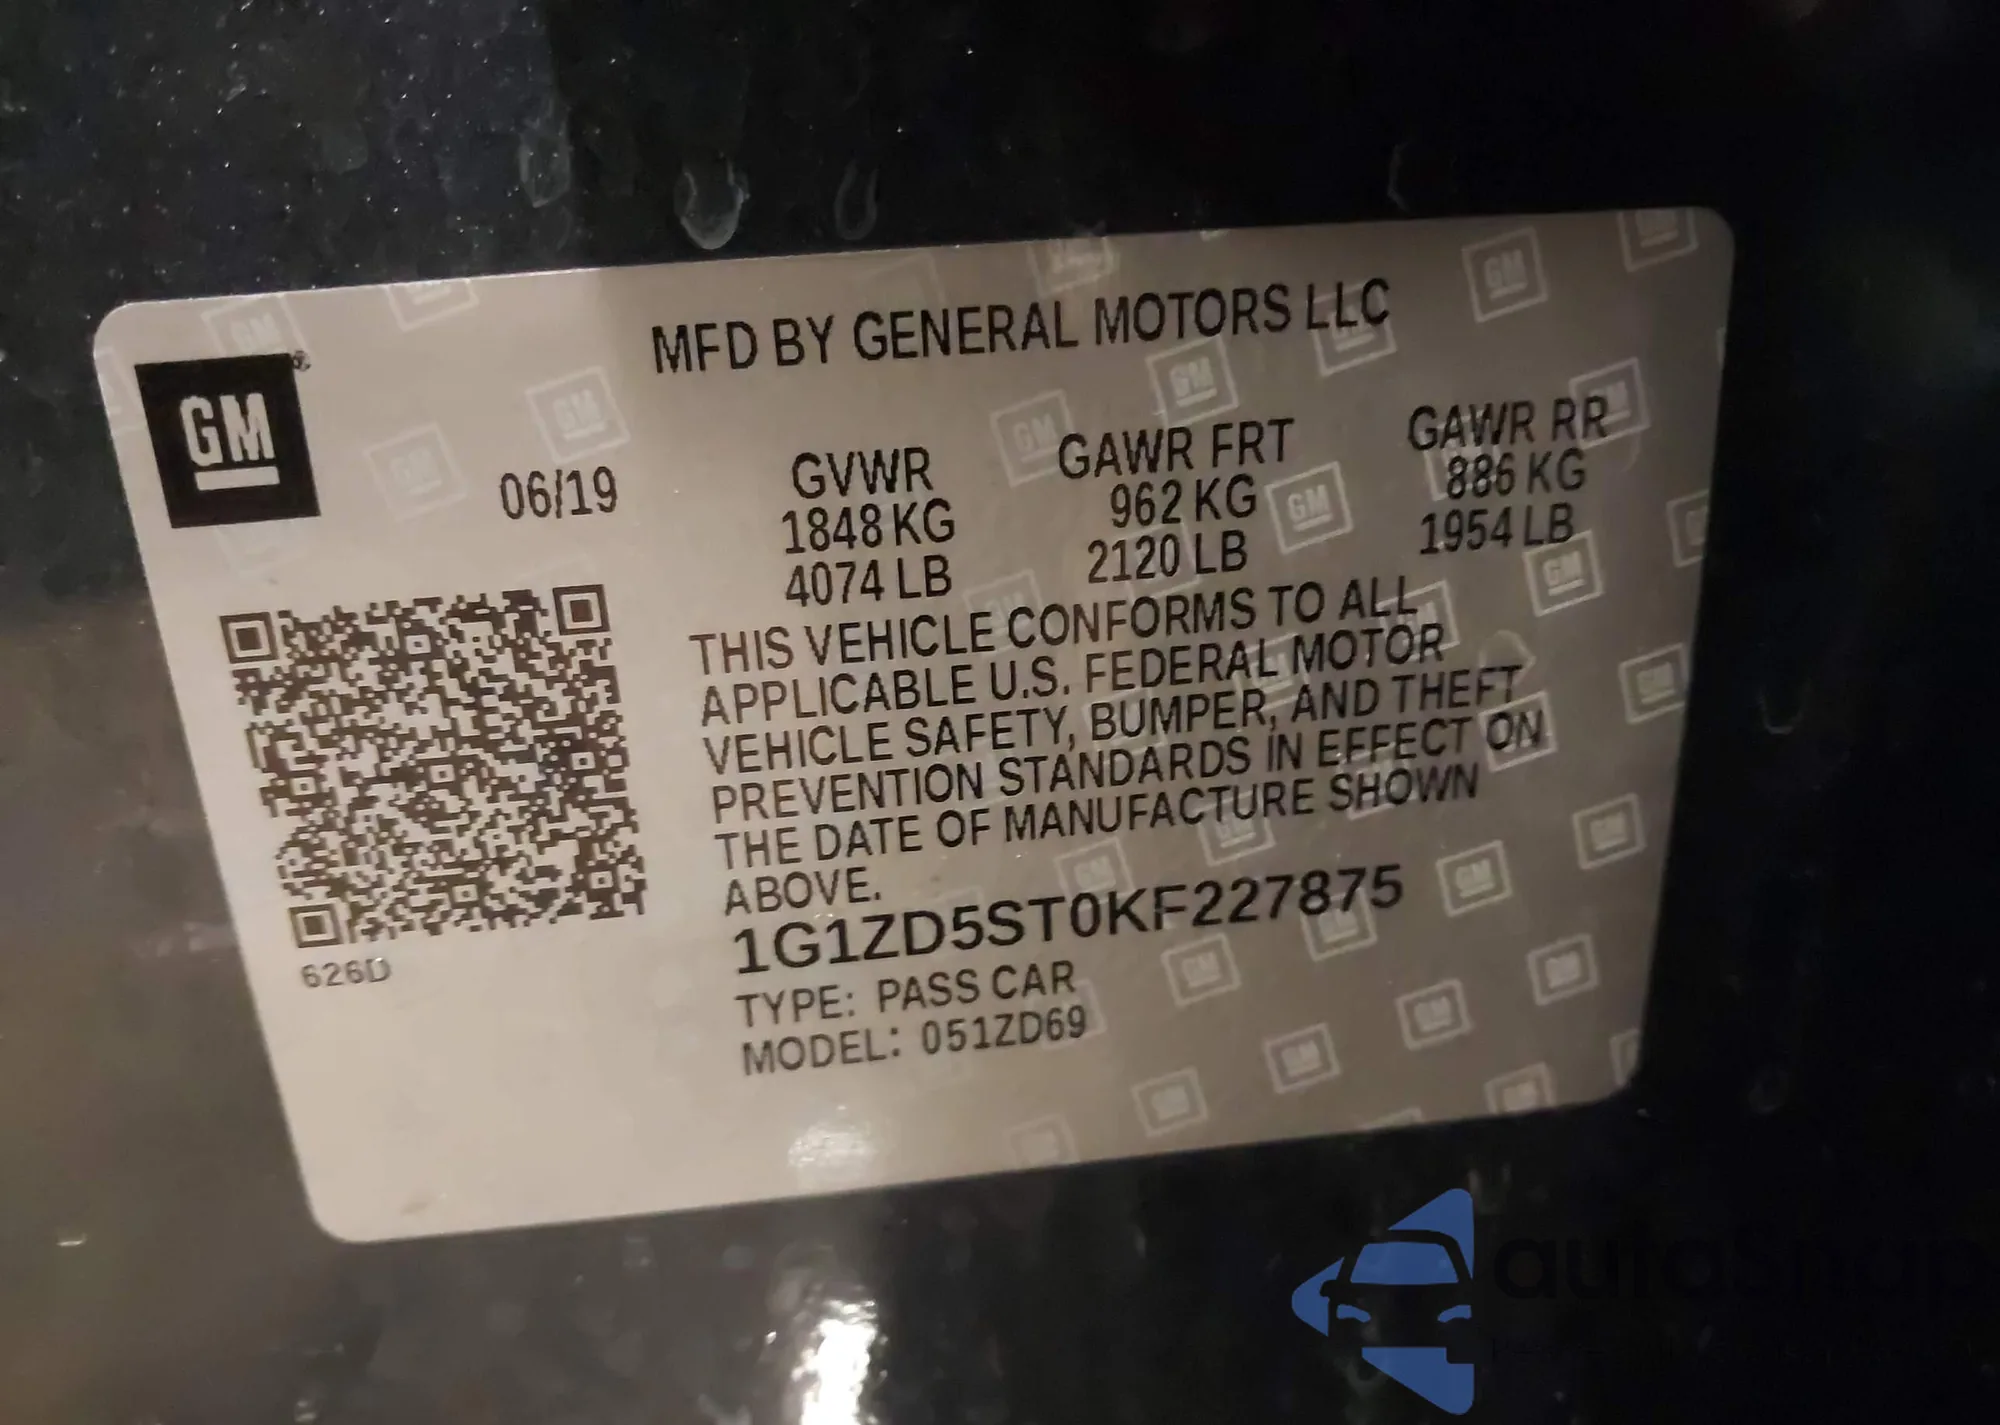 MFD BY GENERAL MOTORS LLC
GM
®
06/19
GVWR
1848 KG
4074 LB
GAWR FRT
962 KG
2120 LB
GAWR RR
886 KG
1954 LB
THIS VEHICLE CONFORMS TO ALL
APPLICABLE U.S. FEDERAL MOTOR
VEHICLE SAFETY, BUMPER, AND THEFT
PREVENTION STANDARDS IN EFFECT ON
THE DATE OF MANUFACTURE SHOWN
ABOVE.
1G1ZD5ST0KF227875
TYPE: PASS CAR
MODEL: 051ZD69
626D